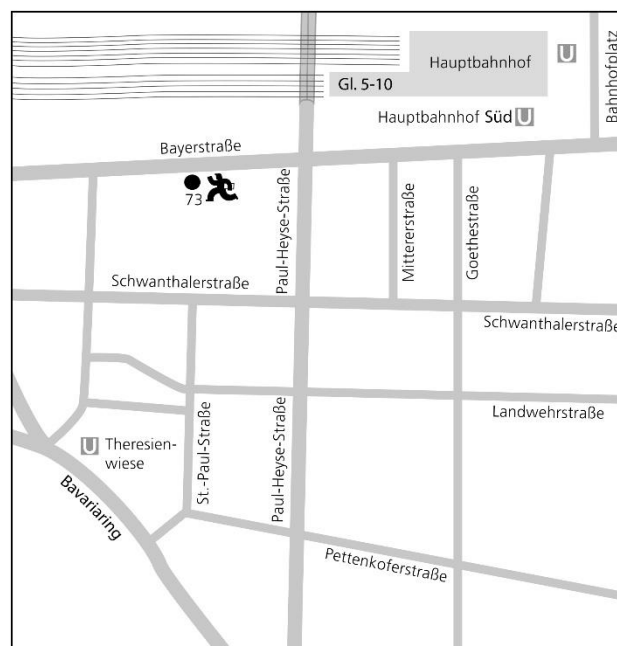 Hauptbahnhof
U
Bahnhofplatz
Gl. 5-10
Hauptbahnhof Süd U
Bayerstraße
73
Paul-Heyse-Straße
Mittererstraße
Goethestraße
Schwanthalerstraße
Schwanthalerstraße
St.-Paul-Straße
Paul-Heyse-Straße
Landwehrstraße
U Theresien-
wiese
Bavariaring
Pettenkoferstraße